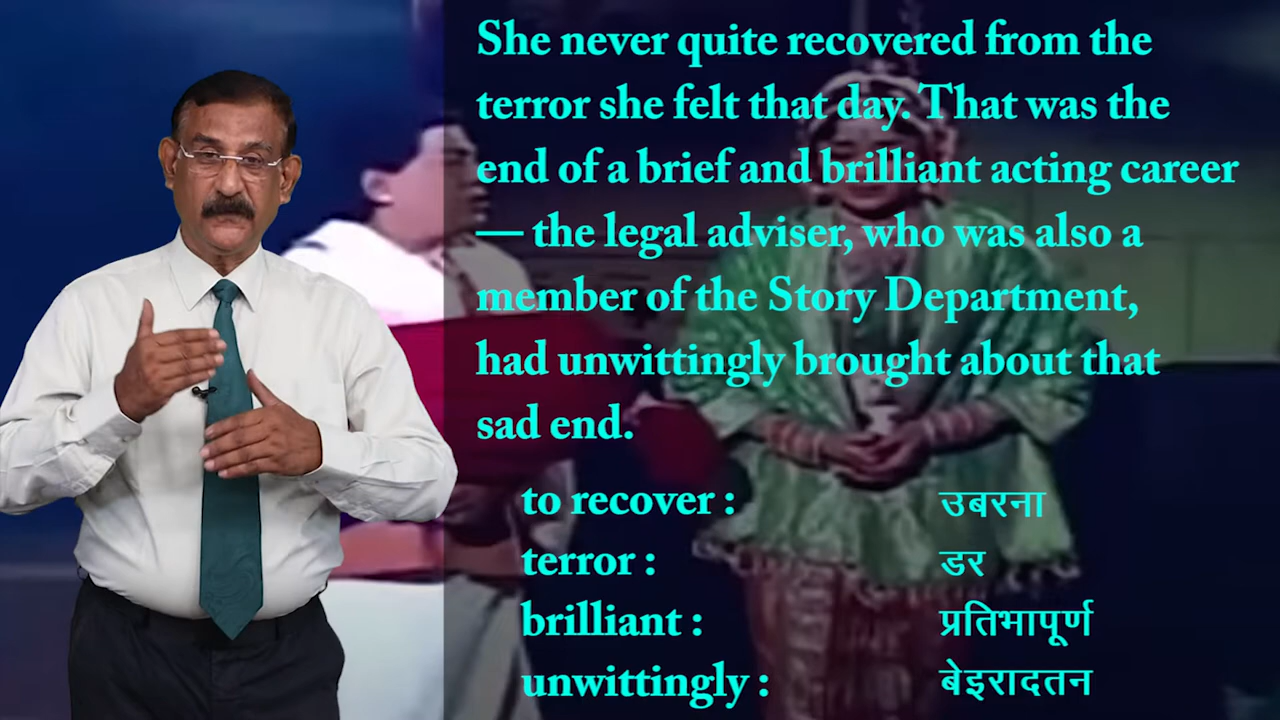 She never quite recovered from the
terror she felt that day. That was the
end of a brief and brilliant acting career
— the legal adviser, who was also a
member of the Story Department,
had unwittingly brought about that
sad end.
to recover : उबरना
terror : डर
brilliant : प्रतिभापूर्ण
unwittingly : बेइरादतन